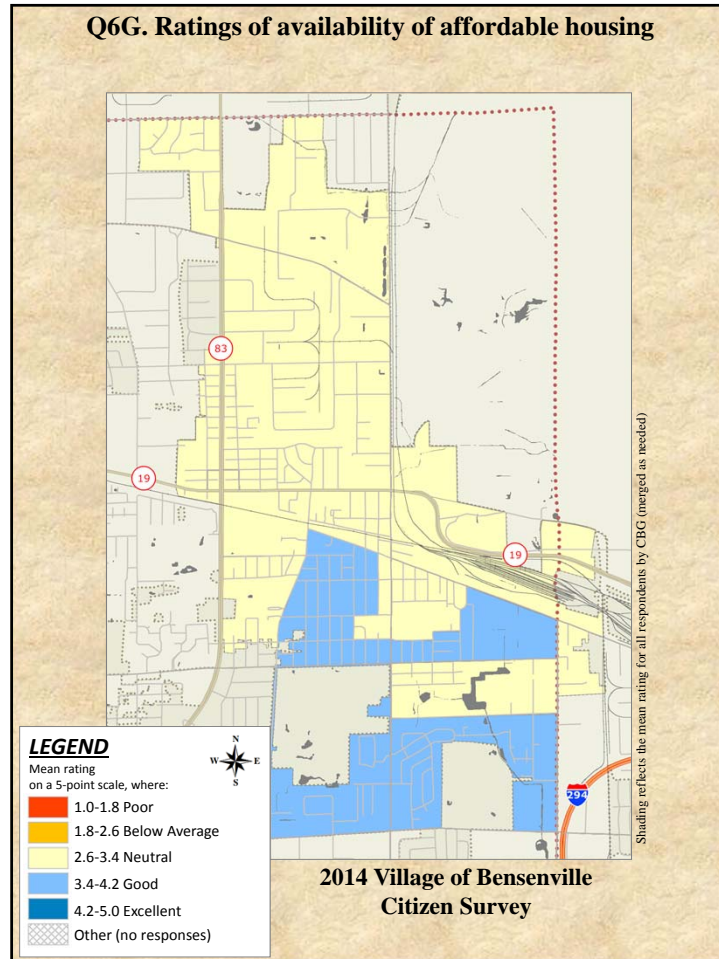 Q6G. Ratings of availability of affordable housing
83
19
19
294
Shading reflects the mean rating for all respondents by CBG (merged as needed)
LEGEND
Mean rating
on a 5-point scale, where:
N
W E
S
1.0-1.8 Poor
1.8-2.6 Below Average
2.6-3.4 Neutral
3.4-4.2 Good
4.2-5.0 Excellent
Other (no responses)
2014 Village of Bensenville
Citizen Survey